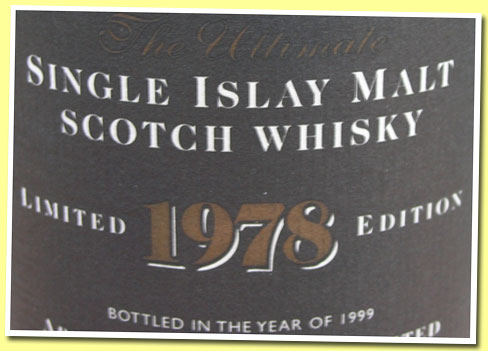 The Ultimate
SINGLE ISLAY MALT
SCOTCH WHISKY
LIMITED 1978 EDITION
BOTTLED IN THE YEAR OF 1999